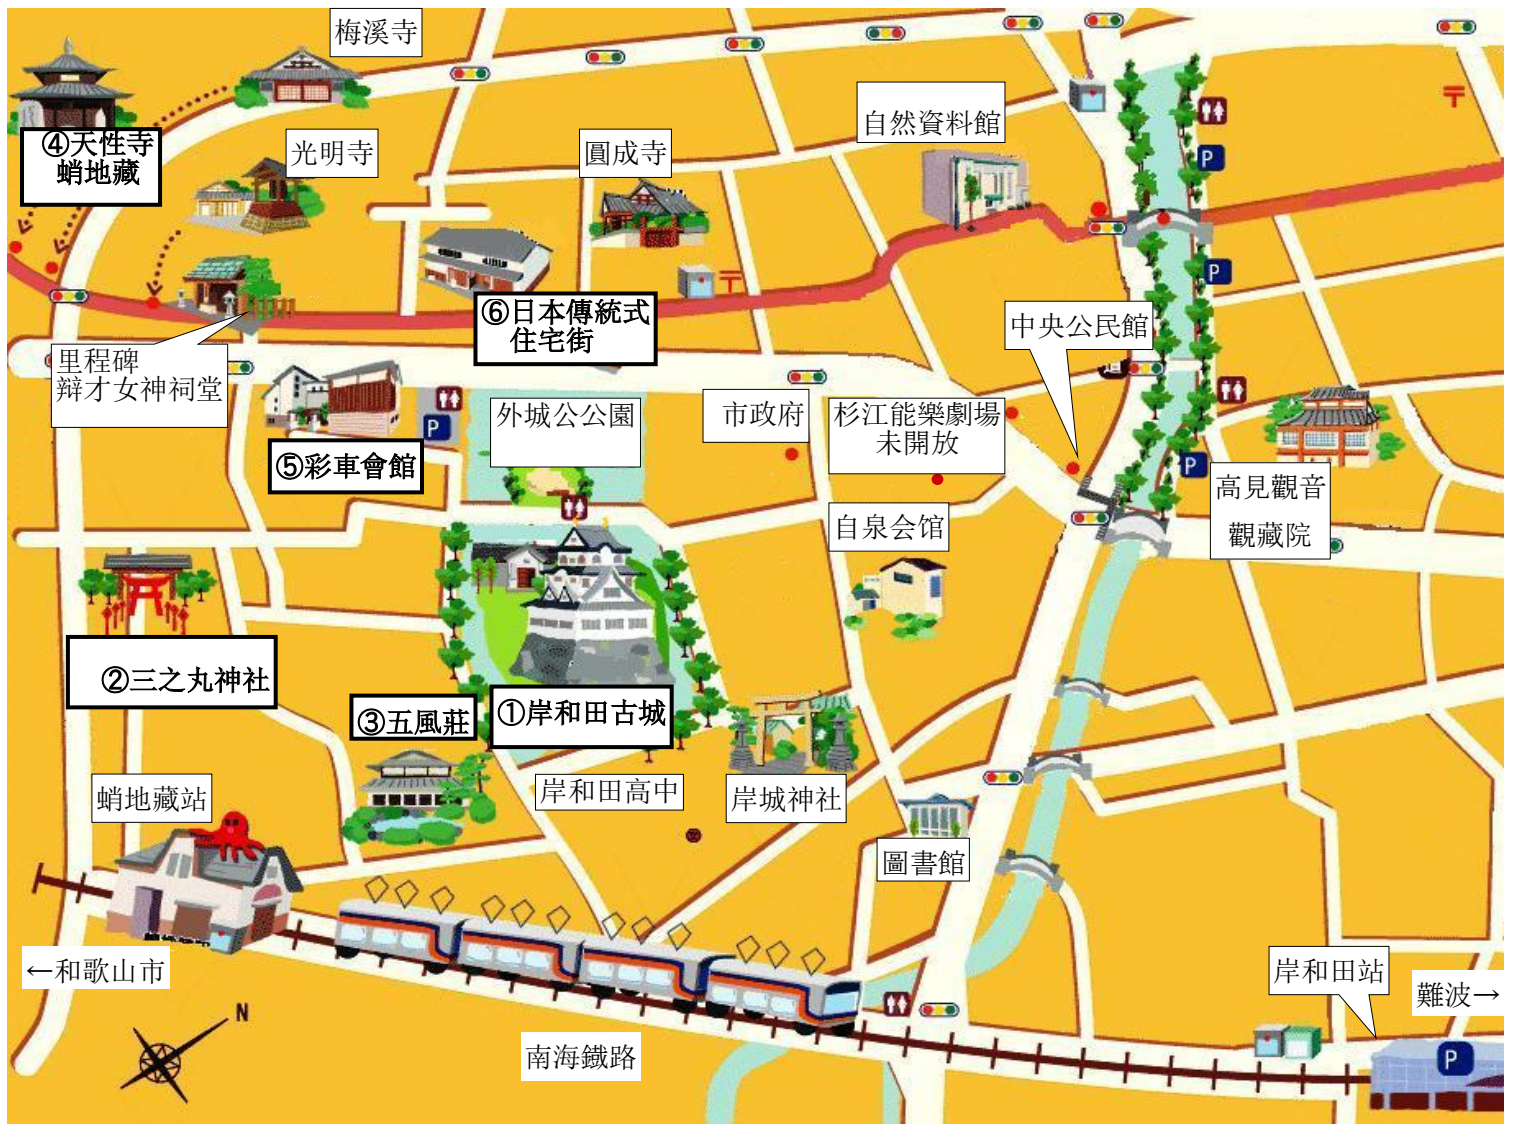 梅溪寺
④天性寺
蛸地藏
光明寺
圓成寺
自然資料館
〒
P
〒
P
⑥日本傳統式
住宅街
中央公民館
里程碑
辯才女神祠堂
外城公公園
市政府
杉江能樂劇場
未開放
P
⑤彩車會館
P
高見觀音
觀藏院
自泉会馆
②三之丸神社
③五風莊
①岸和田古城
蛸地藏站
岸和田高中
岸城神社
圖書館
←和歌山市
岸和田站
難波→
N
南海鐵路
P